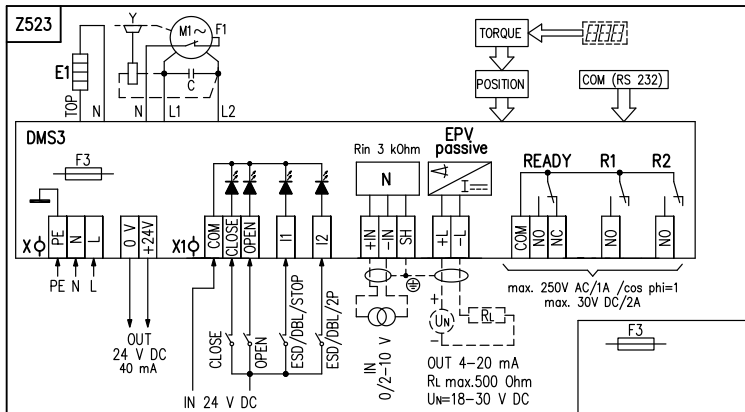 Z523
Y
M1~
F1
E1
C
TOP
N
N
L1
L2
TORQUE
POSITION
COM (RS 232)
DMS3
F3
Rin 3 kOhm
N
EPV
passive
I
READY
R1
R2
X
PE
N
L
0 V
+24V
X1
COM
CLOSE
OPEN
I1
I2
+IN
-IN
SH
+L
-L
COM
NO
NC
NO
NO
PE N L
OUT
24 V DC
40 mA
CLOSE
OPEN
ESD/DBL/STOP
ESD/DBL/2P
IN 24 V DC
IN
0/2-10 V
+
UN
-
RL
OUT 4-20 mA
RL max.500 Ohm
UN=18-30 V DC
max. 250V AC/1A /cos phi=1
max. 30V DC/2A
F3